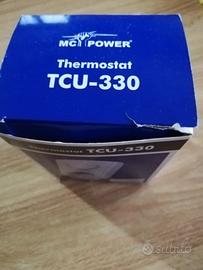 MC POWER
Thermostat
TCU-330
Thermostat TCU-330
subito